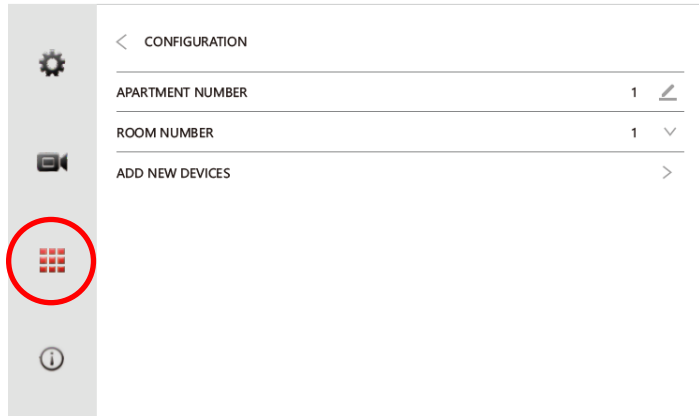 CONFIGURATION
APARTMENT NUMBER 1
ROOM NUMBER 1
ADD NEW DEVICES